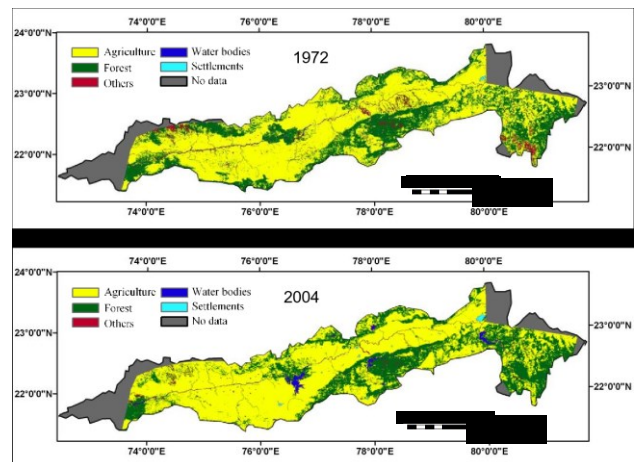 74°0'0"E 76°0'0"E 78°0'0"E 80°0'0"E
24°0'0"N
Agriculture Water bodies
1972
Forest Settlements
Others No data
23°0'0"N 23°0'0"N
22°0'0"N 22°0'0"N
74°0'0"E 76°0'0"E 78°0'0"E 80°0'0"E
74°0'0"E 76°0'0"E 78°0'0"E 80°0'0"E
24°0'0"N
Agriculture Water bodies
2004
Forest Settlements
Others No data
23°0'0"N 23°0'0"N
22°0'0"N 22°0'0"N
74°0'0"E 76°0'0"E 78°0'0"E 80°0'0"E